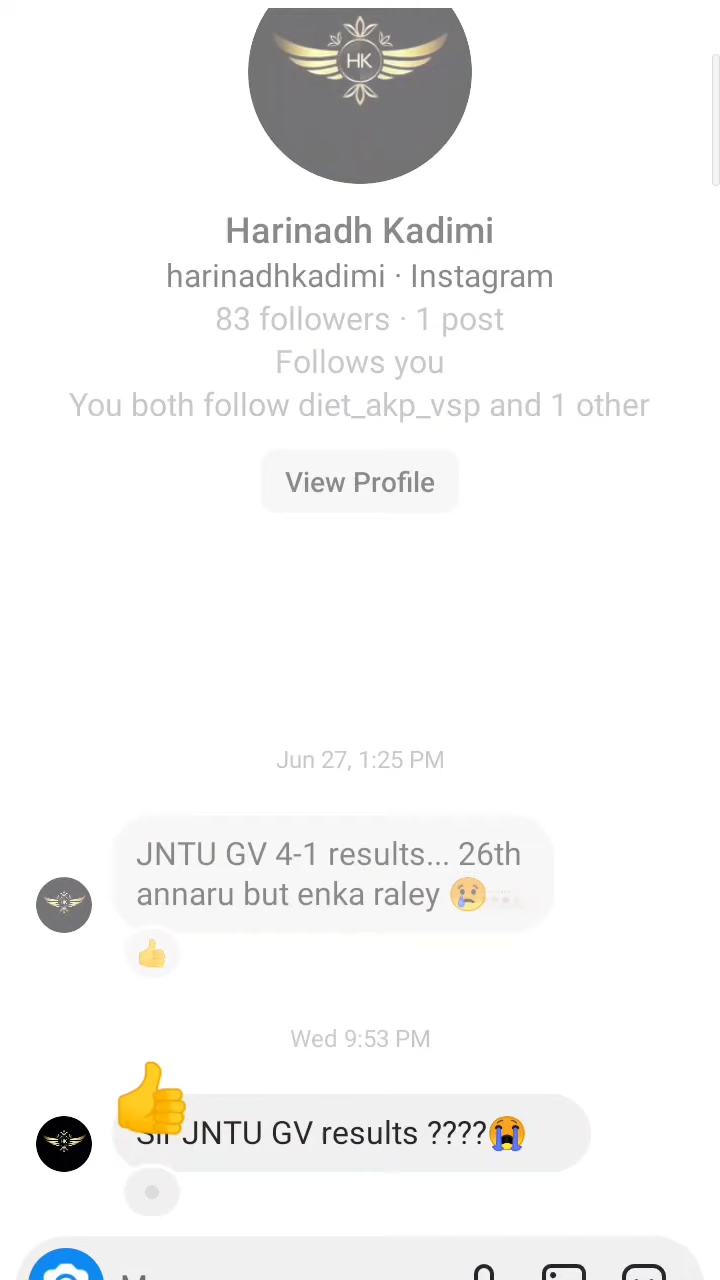 HK
Harinadh Kadimi
harinadhkadimi · Instagram
83 followers · 1 post
Follows you
You both follow diet_akp_vsp and 1 other
View Profile
Jun 27, 1:25 PM
JNTU GV 4-1 results... 26th
annaru but enka raley 😢
👍
Wed 9:53 PM
Sir JNTU GV results ????😭